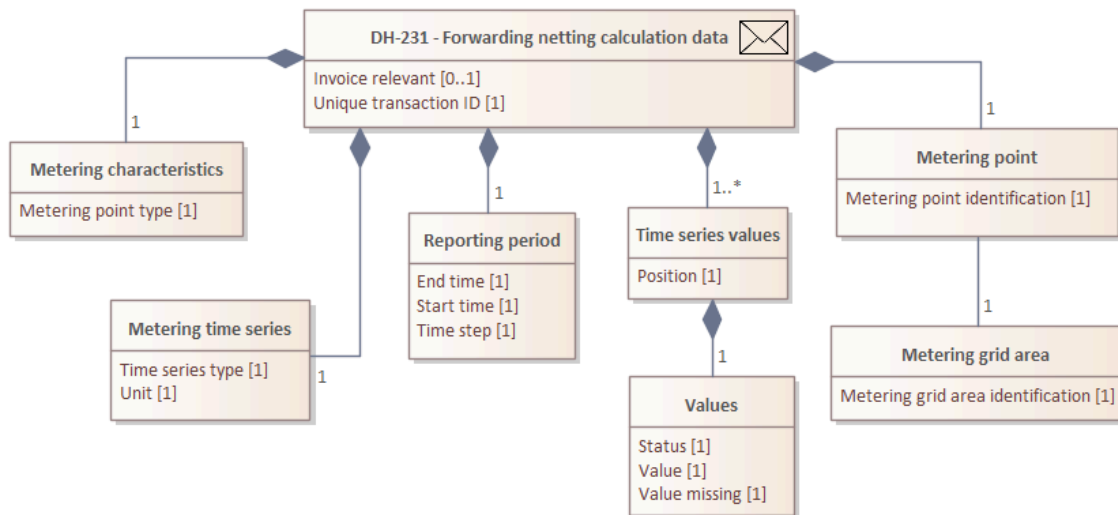 DH-231 - Forwarding netting calculation data
Invoice relevant [0..1]
Unique transaction ID [1]
1
1
Metering characteristics
Metering point type [1]
Metering point
Metering point identification [1]
1
1..*
Reporting period
End time [1]
Start time [1]
Time step [1]
Time series values
Position [1]
Metering time series
Time series type [1]
Unit [1]
1
1
1
Metering grid area
Metering grid area identification [1]
Values
Status [1]
Value [1]
Value missing [1]